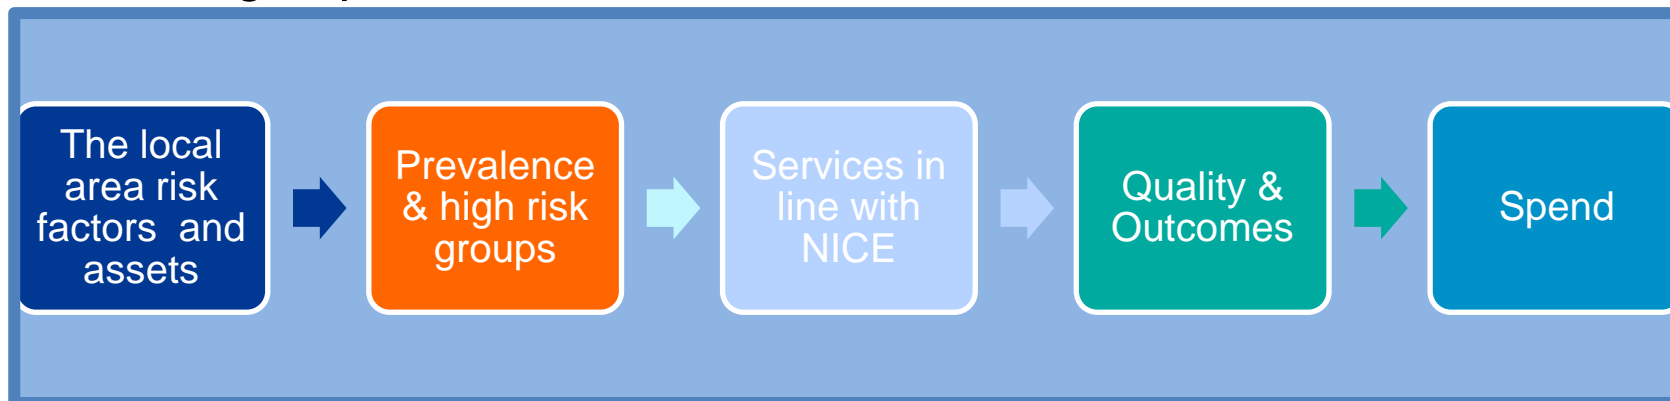 The local
area risk
factors and
assets
Prevalence
& high risk
groups
Services in
line with
NICE
Quality &
Outcomes
Spend